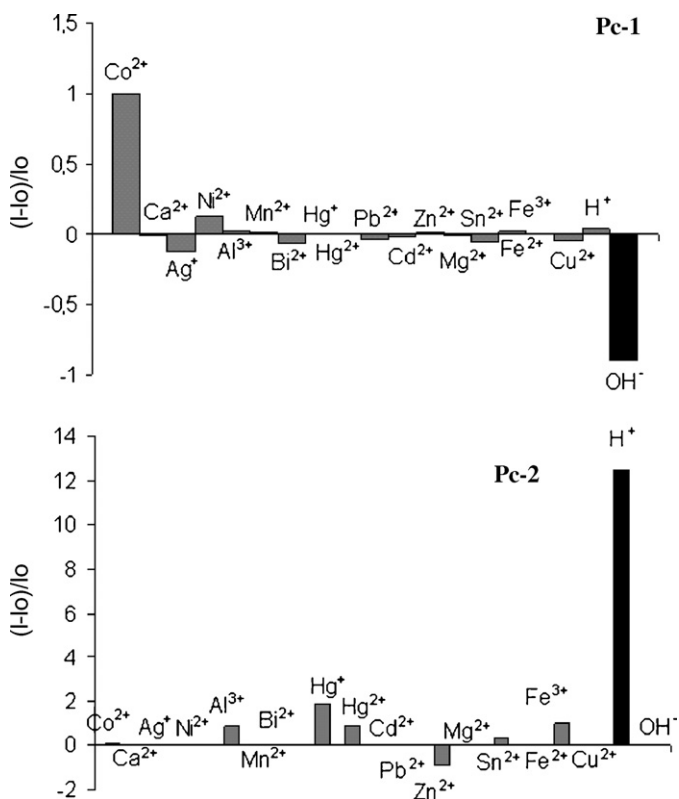 1,5
Pc-1
Co²⁺
1
(I-Io)/Io
0,5
Ca²⁺ Ni²⁺ Mn²⁺ Hg⁺ Pb²⁺ Zn²⁺ Sn²⁺ Fe³⁺ H⁺
0
Ag⁺ Al³⁺ Bi²⁺ Hg²⁺ Cd²⁺ Mg²⁺ Fe²⁺ Cu²⁺
-0,5
-1
OH⁻
14
H⁺
12
Pc-2
10
8
(I-Io)/Io
6
4
2
Co²⁺ Ag⁺ Ni²⁺ Al³⁺ Bi²⁺ Hg⁺ Hg²⁺ Cd²⁺ Mg²⁺ Fe³⁺ OH⁻
0
Ca²⁺ Mn²⁺ Pb²⁺ Zn²⁺ Sn²⁺ Fe²⁺ Cu²⁺
-2